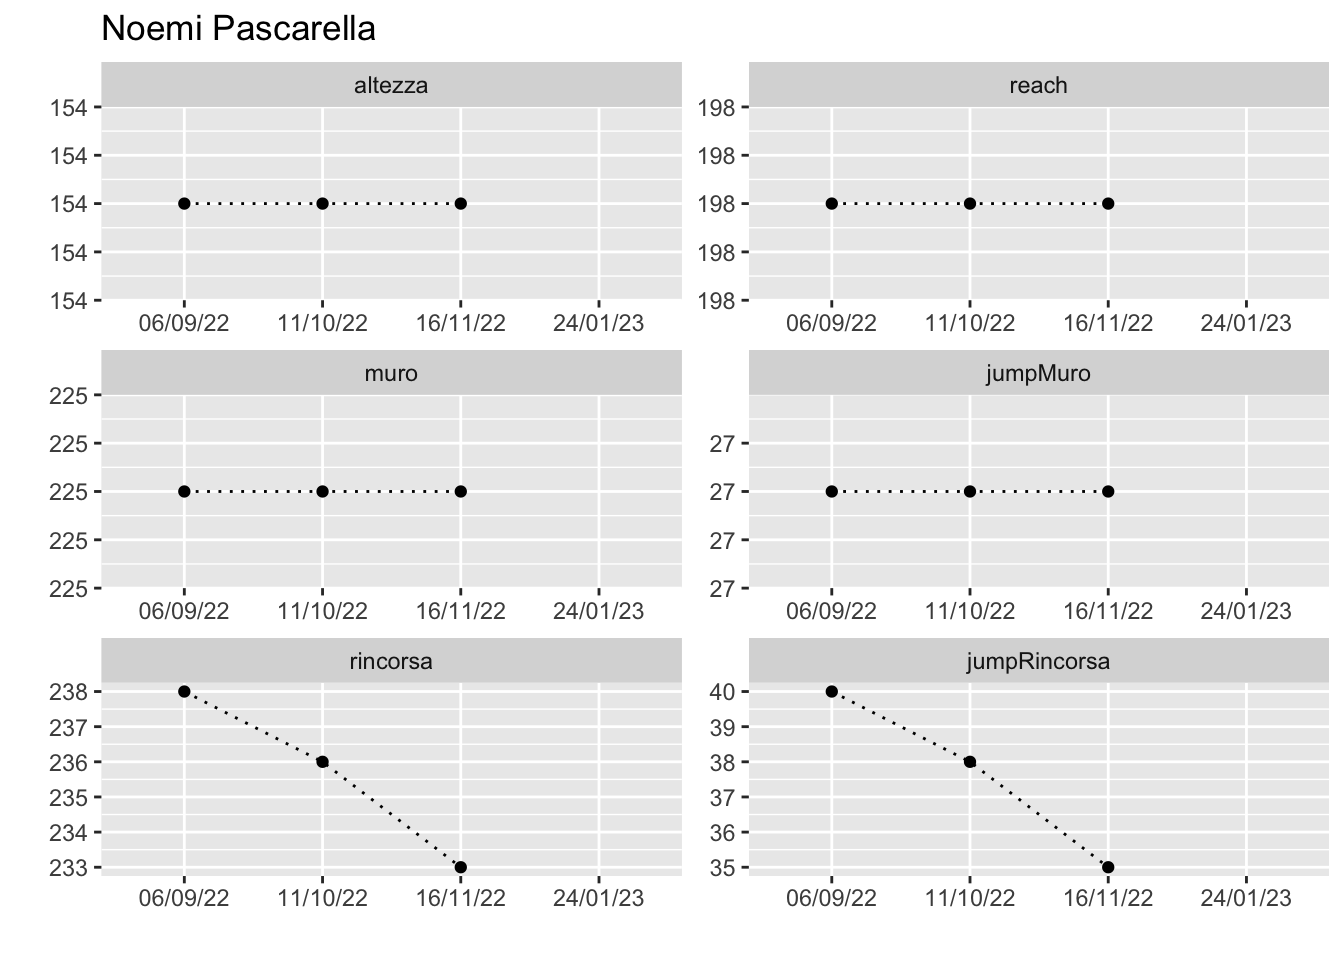 Noemi Pascarella
altezza reach
154 198
154 198
154 198
154 198
154 198
06/09/22 11/10/22 16/11/22 24/01/23 06/09/22 11/10/22 16/11/22 24/01/23
muro jumpMuro
225
225 27
225 27
225 27
225 27
06/09/22 11/10/22 16/11/22 24/01/23 06/09/22 11/10/22 16/11/22 24/01/23
rincorsa jumpRincorsa
238 40
237 39
236 38
235 37
234 36
233 35
06/09/22 11/10/22 16/11/22 24/01/23 06/09/22 11/10/22 16/11/22 24/01/23